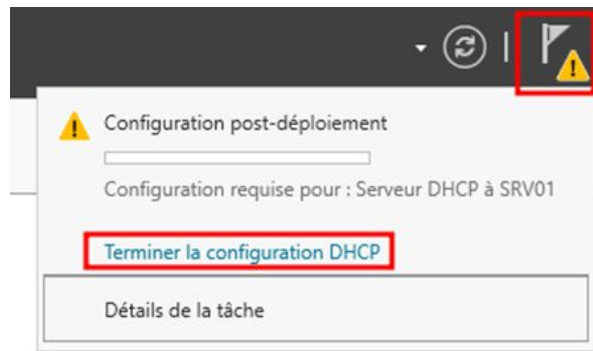 Configuration post-déploiement
Configuration requise pour : Serveur DHCP à SRV01
Terminer la configuration DHCP
Détails de la tâche